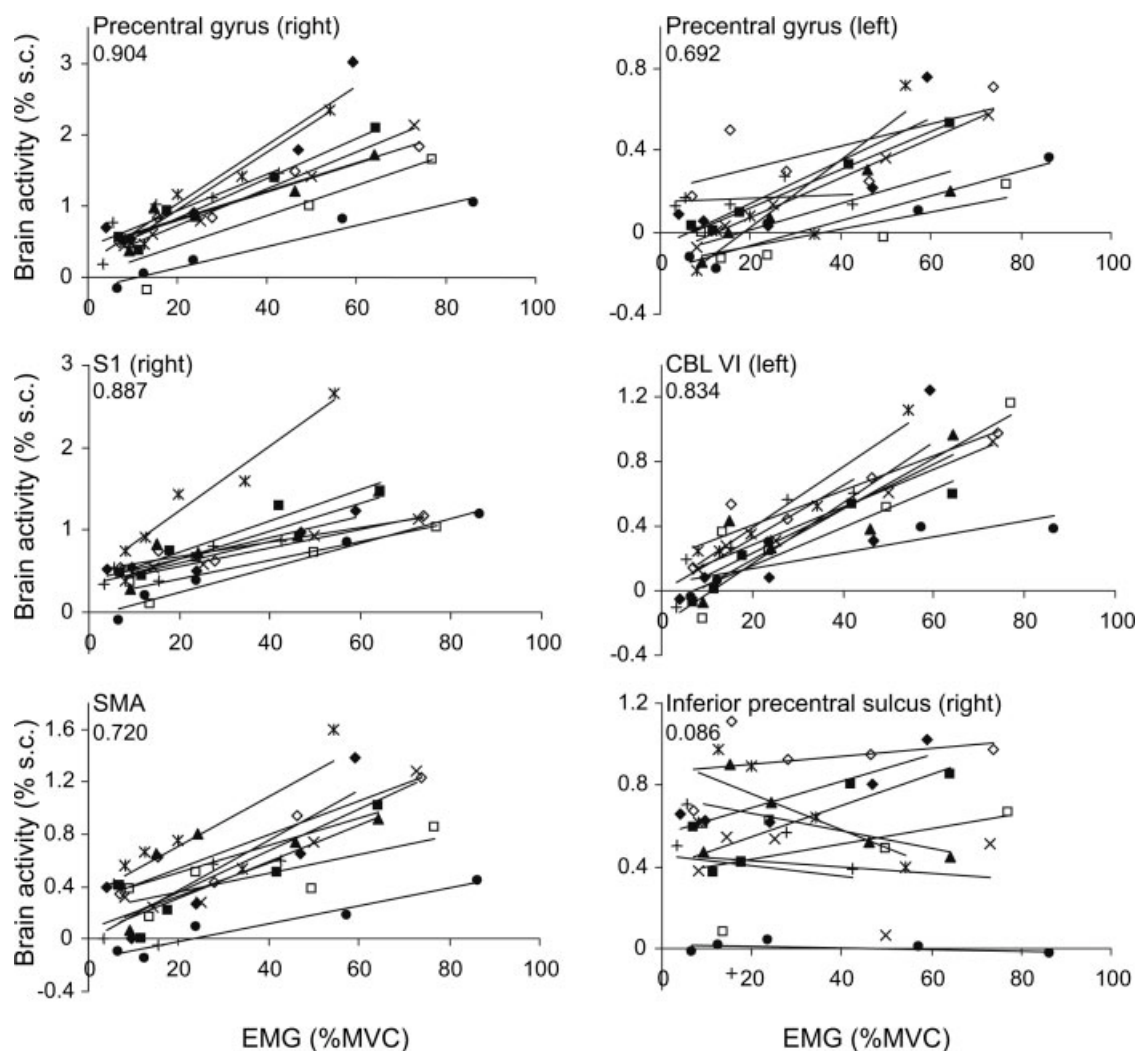 Precentral gyrus (right)
0.904
Brain activity (% s.c.)
3
2
1
0
0 20 40 60 80 100
Precentral gyrus (left)
0.692
0.8
0.4
0
-0.4
0 20 40 60 80 100
S1 (right)
0.887
Brain activity (% s.c.)
3
2
1
0
0 20 40 60 80 100
CBL VI (left)
0.834
1.2
0.8
0.4
0
-0.4
0 20 40 60 80 100
SMA
0.720
Brain activity (% s.c.)
1.6
1.2
0.8
0.4
0
-0.4
0 20 40 60 80 100
EMG (%MVC)
Inferior precentral sulcus (right)
0.086
1.2
0.8
0.4
0
0 20 40 60 80 100
EMG (%MVC)